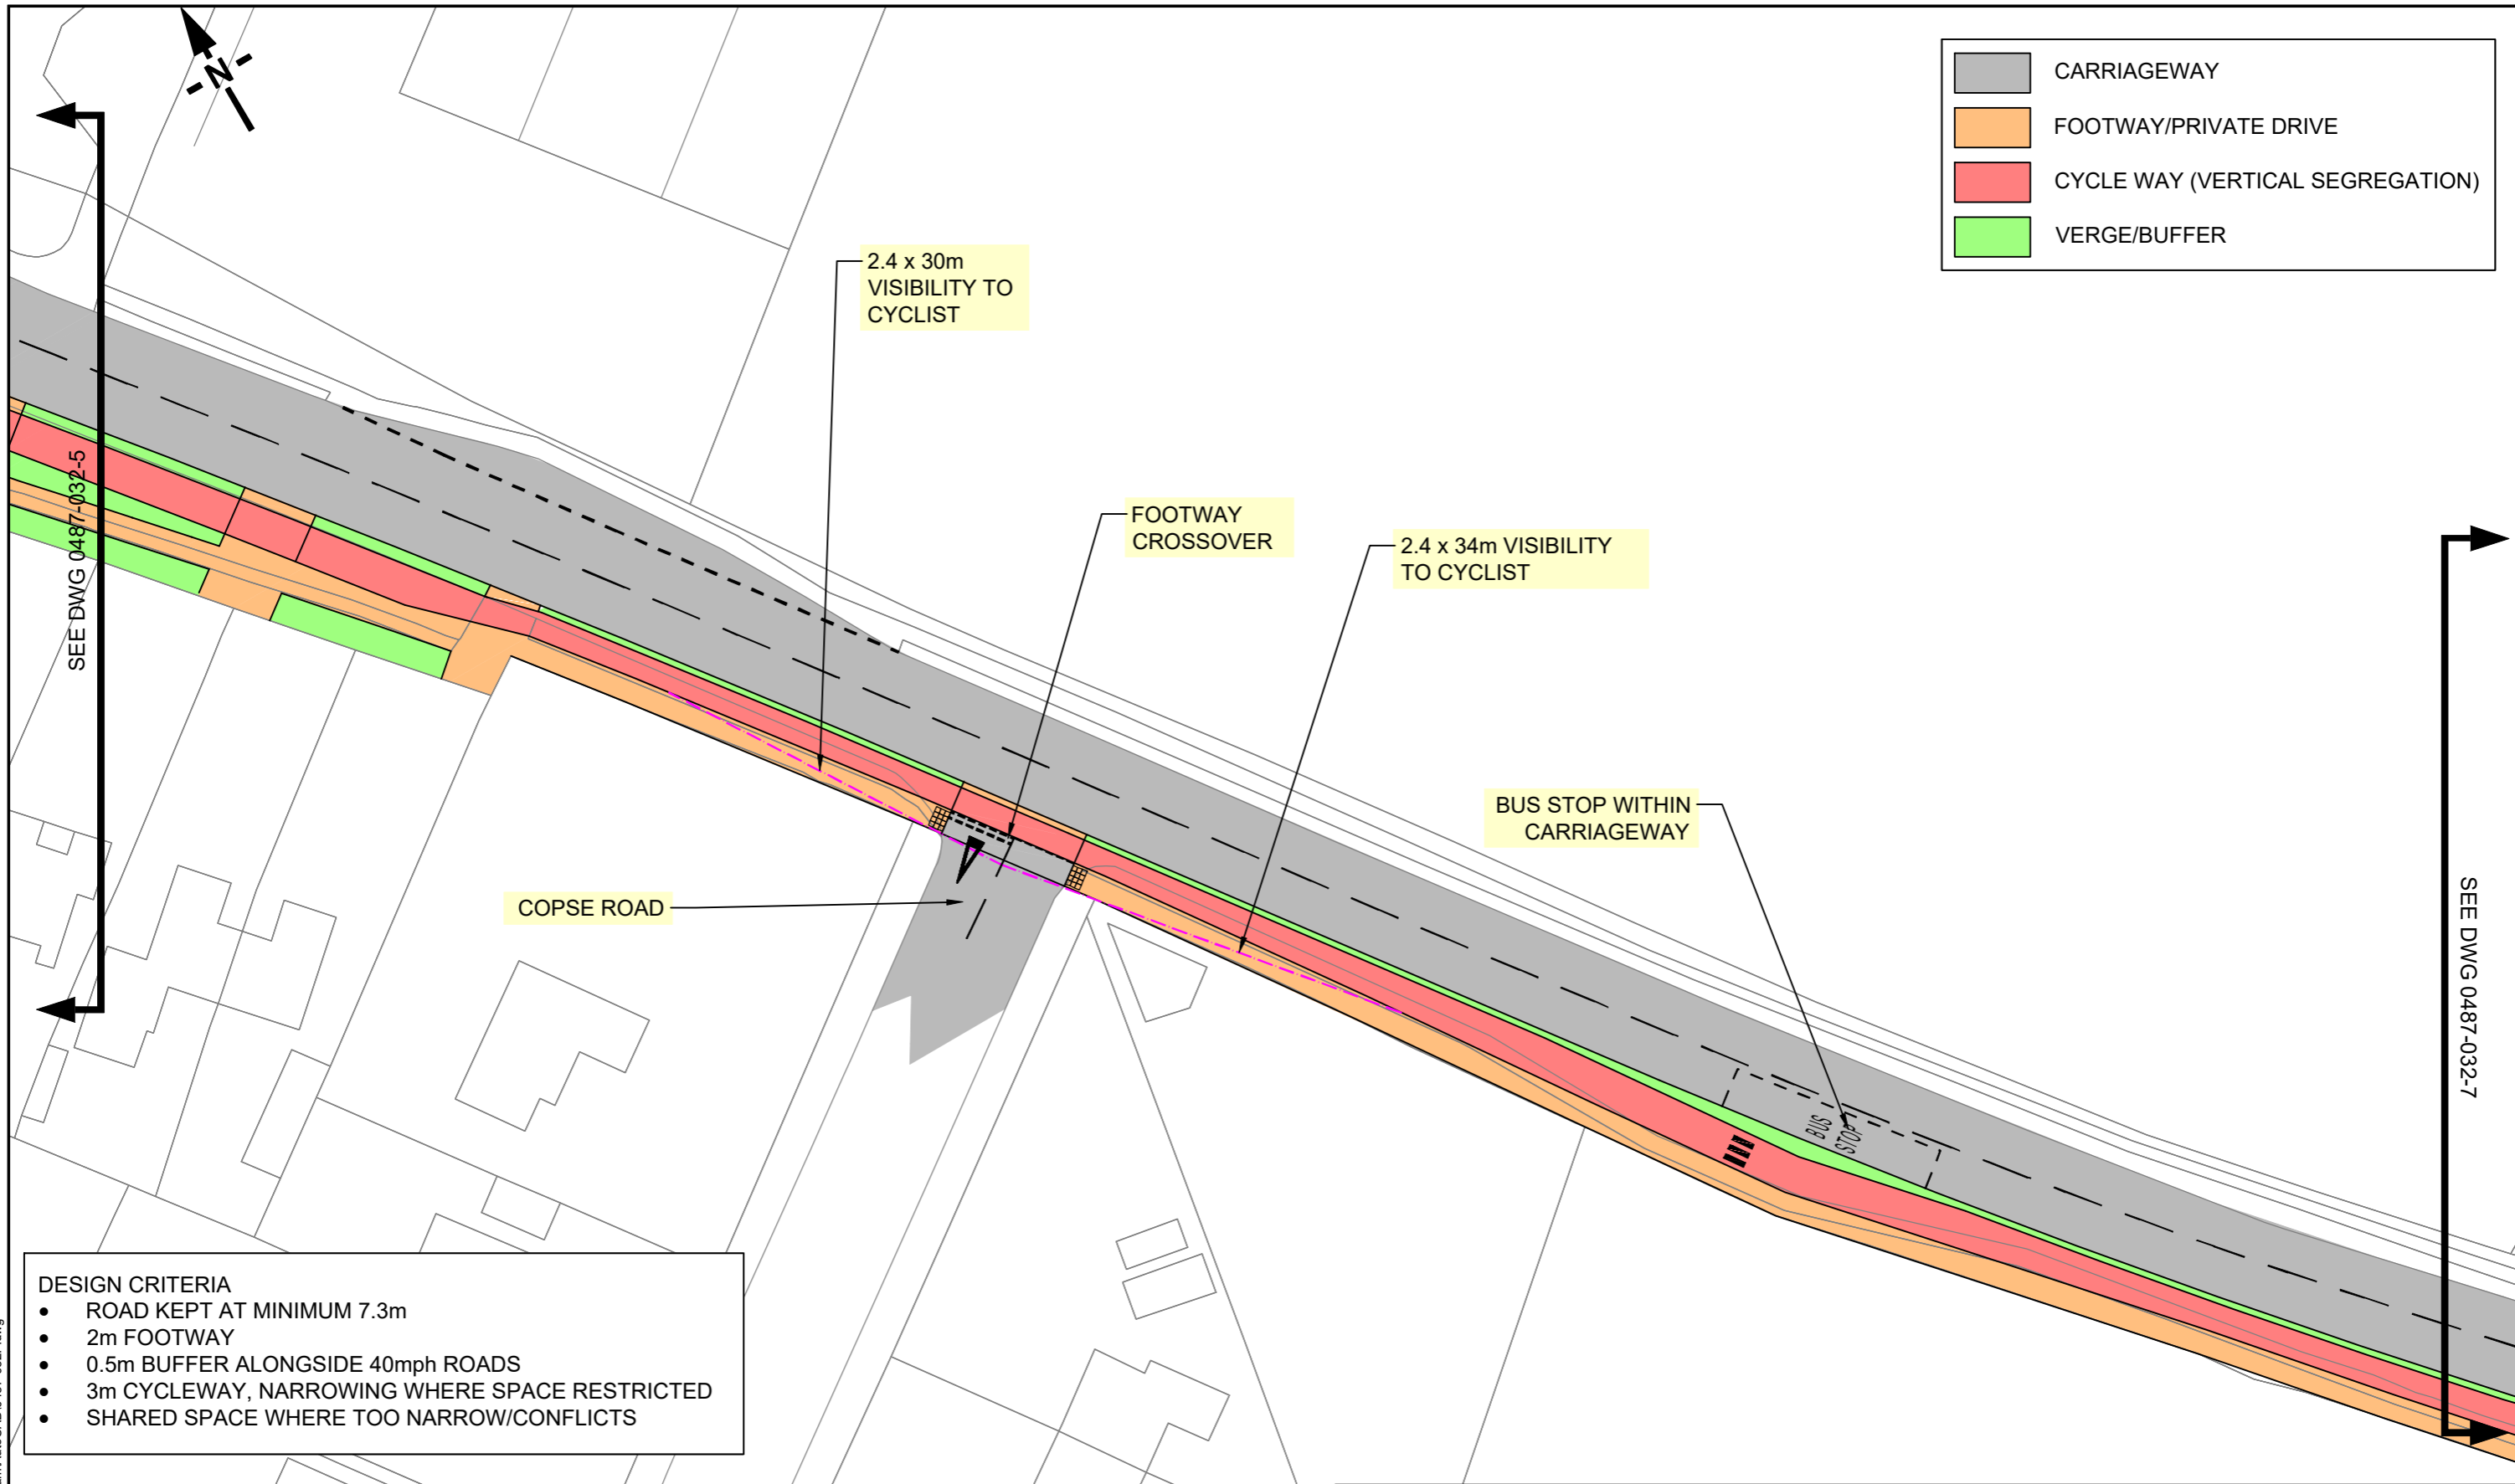 N
CARRIAGEWAY
FOOTWAY/PRIVATE DRIVE
CYCLE WAY (VERTICAL SEGREGATION)
VERGE/BUFFER
2.4 x 30m
VISIBILITY TO
CYCLIST
FOOTWAY
CROSSOVER
2.4 x 34m VISIBILITY
TO CYCLIST
SEE DWG 0487-032-5
BUS STOP WITHIN
CARRIAGEWAY
COPSE ROAD
SEE DWG 0487-032-7
BUS
STOP
DESIGN CRITERIA
• ROAD KEPT AT MINIMUM 7.3m
• 2m FOOTWAY
• 0.5m BUFFER ALONGSIDE 40mph ROADS
• 3m CYCLEWAY, NARROWING WHERE SPACE RESTRICTED
• SHARED SPACE WHERE TOO NARROW/CONFLICTS